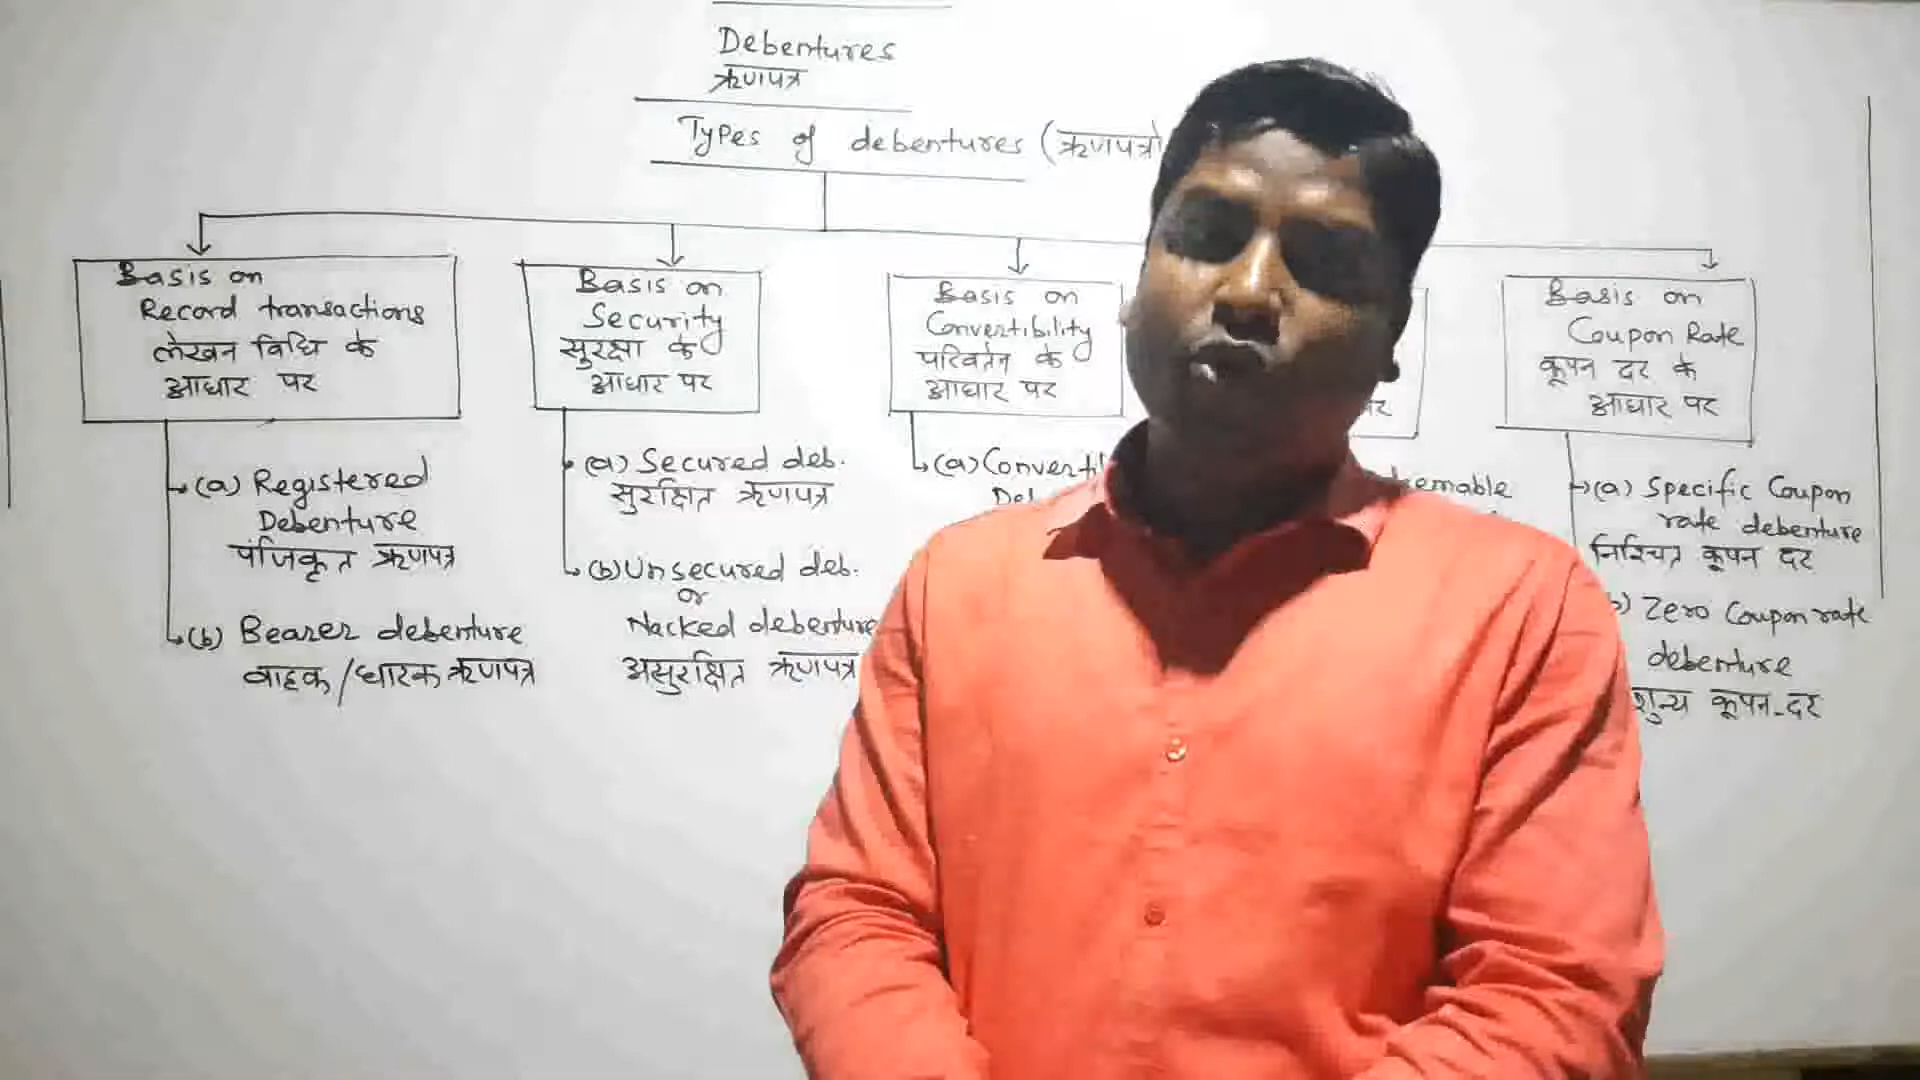 Debentures
ऋणपत्र
Types of debentures (ऋणपत्रो
Basis on
Record transactions
लेखन विधि के
आधार पर
(a) Registered
Debenture
पंजिकृत ऋणपत्र
(b) Bearer debenture
वाहक/धारक ऋणपत्र
Basis on
Security
सुरक्षा के
आधार पर
(a) Secured deb.
सुरक्षित ऋणपत्र
(b) Unsecured deb.
or
Nacked debenture
असुरक्षित ऋणपत्र
Basis on
Convertibility
परिवर्तन के
आधार पर
(a) Converti
De
Basis on
Coupon Rate
कूपन दर के
आधार पर
(a) Specific Coupon
rate debenture
निश्चित कूपन दर
) Zero Coupon rate
debenture
शुन्य कूपन-दर